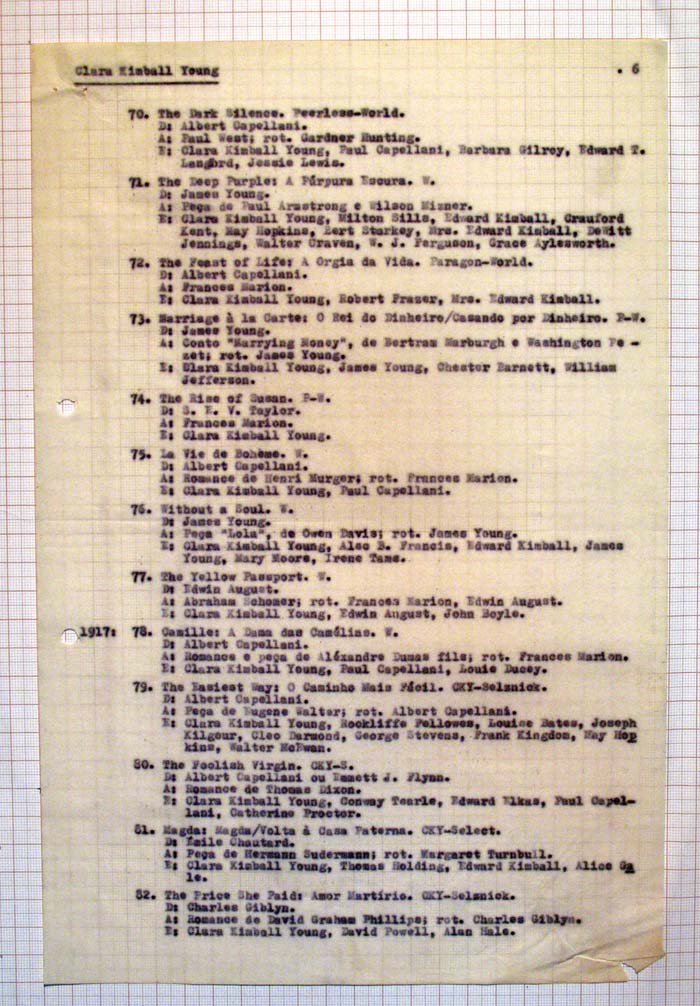 Clara Kimball Young . 6
70. The Dark Silence. Peerless-World.
D: Albert Capellani.
A: Paul West; rot. Gardner Hunting.
E: Clara Kimball Young, Paul Capellani, Barbara Gilroy, Edward T.
Langford, Jessie Lewis.
71. The Deep Purple: A Púrpura Escura. W.
D: James Young.
A: Peça de Paul Armstrong e Wilson Mizner.
E: Clara Kimball Young, Milton Sills, Edward Kimball, Crauford
Kent, May Hopkins, Bert Starkey, Mrs. Edward Kimball, DeWitt
Jennings, Walter Craven, W. J. Ferguson, Grace Aylesworth.
72. The Feast of Life: A Orgia da Vida. Paragon-World.
D: Albert Capellani.
A: Frances Marion.
E: Clara Kimball Young, Robert Frazer, Mrs. Edward Kimball.
73. Marriage à la Carte: O Rei do Dinheiro/Casando por Dinheiro. P-W.
D: James Young.
A: Conto "Marrying Money", de Bertram Marburgh e Washington Pe -
zet; rot. James Young.
E: Clara Kimball Young, James Young, Chester Barnett, William
Jefferson.
74. The Rise of Susan. P-W.
D: S. E. V. Taylor.
A: Frances Marion.
E: Clara Kimball Young.
75. La Vie de Bohème. W.
D: Albert Capellani.
A: Romance de Henri Murger; rot. Frances Marion.
E: Clara Kimball Young, Paul Capellani.
76. Without a Soul. W.
D: James Young.
A: Peça "Lola", de Owen Davis; rot. James Young.
E: Clara Kimball Young, Alec B. Francis, Edward Kimball, James
Young, Mary Moore, Irene Tams.
77. The Yellow Passport. W.
D: Edwin August.
A: Abraham Schomer; rot. Frances Marion, Edwin August.
E: Clara Kimball Young, Edwin August, John Boyle.
1917: 78. Camille: A Dama das Camélias. W.
D: Albert Capellani.
A: Romance e peça de Aléxandre Dumas fils; rot. Frances Marion.
E: Clara Kimball Young, Paul Capellani, Louie Ducey.
79. The Easiest Way: O Caminho Mais Fácil. CKY-Selznick.
D: Albert Capellani.
A: Peça de Eugene Walter; rot. Albert Capellani.
E: Clara Kimball Young, Rockliffe Fellowes, Louise Bates, Joseph
Kilgour, Cleo Darmond, George Stevens, Frank Kingdom, May Hop
kins, Walter McEwan.
80. The Foolish Virgin. CKY-S.
D: Albert Capellani ou Emmett J. Flynn.
A: Romance de Thomas Dixon.
E: Clara Kimball Young, Conway Tearle, Edward Elkas, Paul Capel-
lani, Catherine Proctor.
81. Magda: Magda/Volta à Casa Paterna. CKY-Select.
D: Émile Chautard.
A: Peça de Hermann Sudermann; rot. Margaret Turnbull.
E: Clara Kimball Young, Thomas Holding, Edward Kimball, Alice Ga
le.
82. The Price She Paid: Amor Martírio. CKY-Selznick.
D: Charles Giblyn.
A: Romance de David Graham Phillips; rot. Charles Giblyn.
E: Clara Kimball Young, David Powell, Alan Hale.